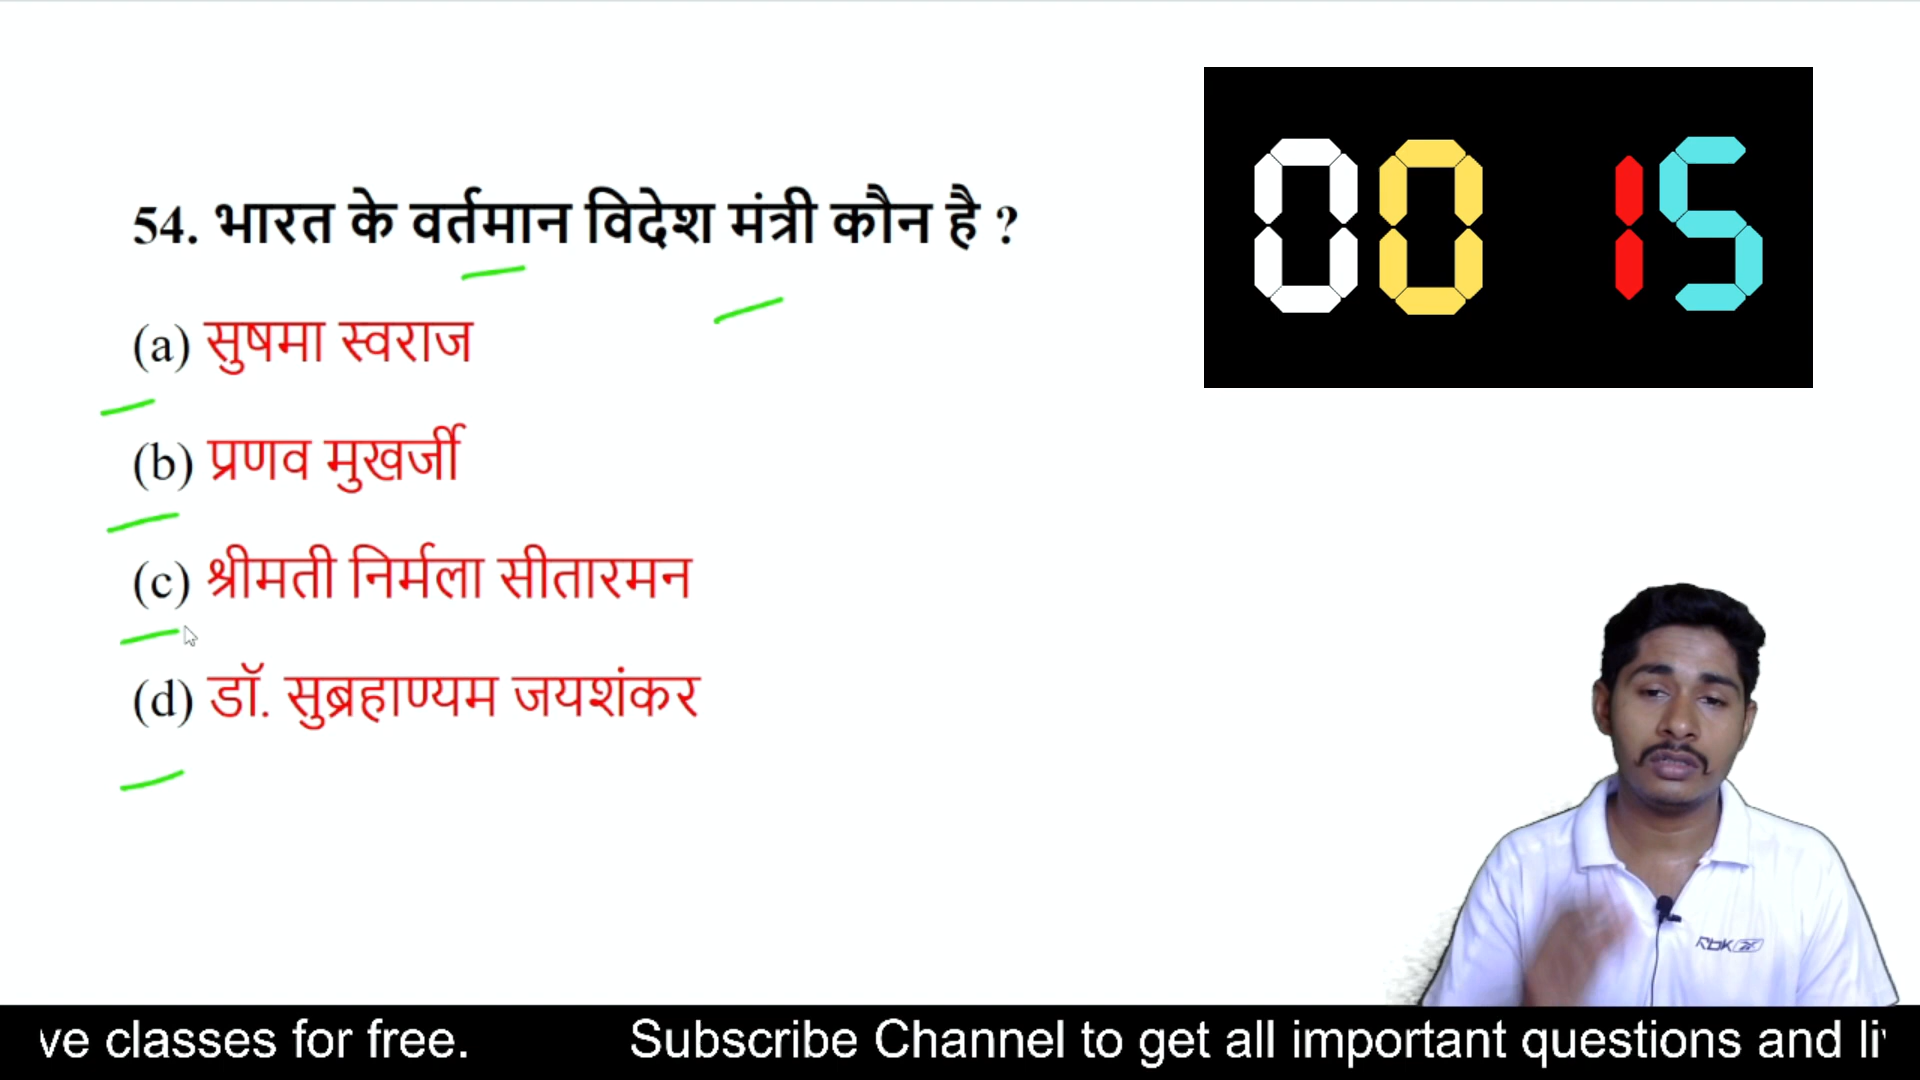 00 15
54. भारत के वर्तमान विदेश मंत्री कौन है ?
(a) सुषमा स्वराज
(b) प्रणव मुखर्जी
(c) श्रीमती निर्मला सीतारमन
(d) डॉ. सुब्रहाण्यम जयशंकर
Rbk
ve classes for free. Subscribe Channel to get all important questions and li